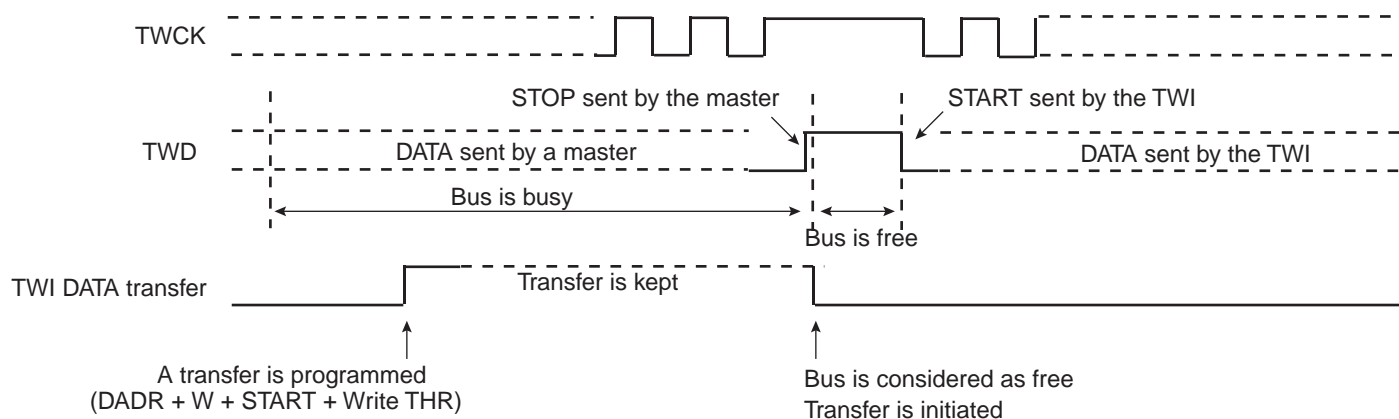 TWCK
STOP sent by the master
START sent by the TWI
TWD
DATA sent by a master
DATA sent by the TWI
Bus is busy
Bus is free
TWI DATA transfer
Transfer is kept
A transfer is programmed
(DADR + W + START + Write THR)
Bus is considered as free
Transfer is initiated